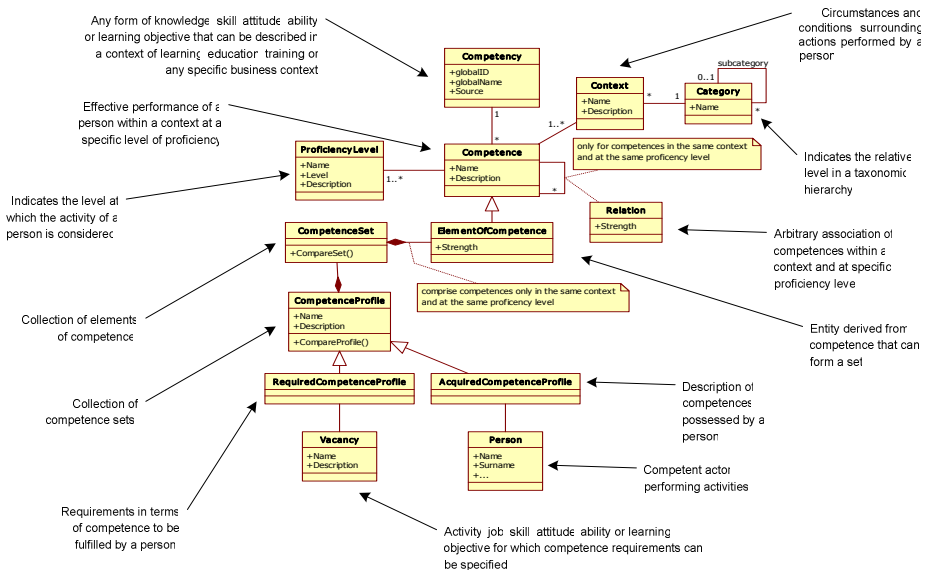 Any form of knowledge skill attitude ability
or learning objective that can be described in
a context of learning education training or
any specific business context
Circumstances and
conditions surrounding
actions performed by a
person
Competency
+globalID
+globalName
+Source
Context
+Name
+Description
subcategory
0..1
Category
+Name
*
1
*
Effective performance of a
person within a context at a
specific level of proficiency
1
*
1..*
ProficiencyLevel
+Name
+Level
+Description
1..*
Competence
+Name
+Description
*
only for competences in the same context
and at the same proficency level
Indicates the relative
level in a taxonomic
hierarchy
Indicates the level at
which the activity of a
person is considered
Relation
+Strength
CompetenceSet
+CompareSet()
ElementOfCompetence
+Strength
Arbitrary association of
competences within a
context and at specific
proficiency leve
comprise competences only in the same context
and at the same proficency level
CompetenceProfile
+Name
+Description
+CompareProfile()
Collection of elements
of competence
Entity derived from
competence that can
form a set
RequiredCompetenceProfile
AcquiredCompetenceProfile
Collection of
competence sets
Description of
competences
possessed by a
person
Vacancy
+Name
+Description
Person
+Name
+Surname
+...
Competent actor
performing activities
Requirements in terms
of competence to be
fulfilled by a person
Activity job skill attitude ability or learning
objective for which competence requirements can
be specified